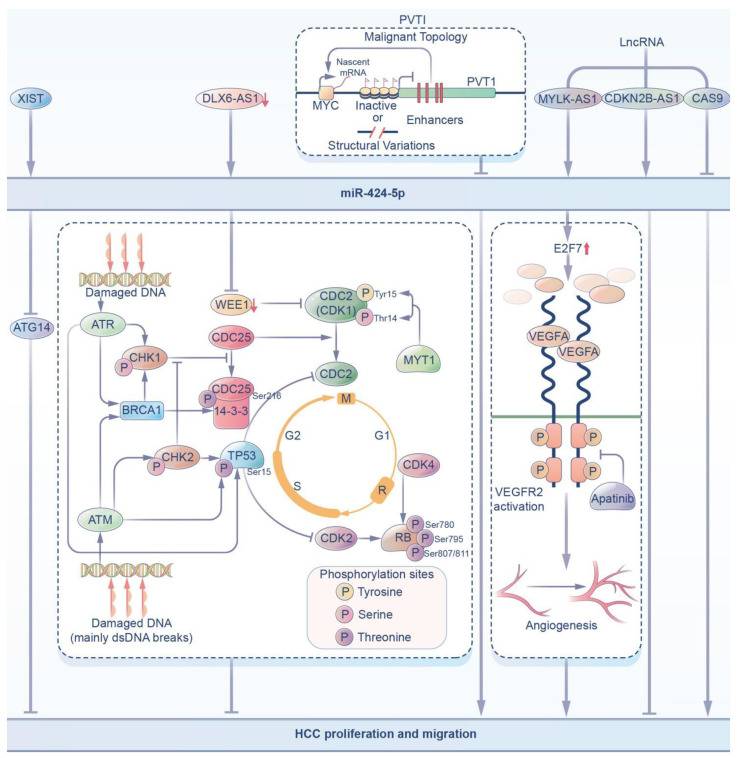 PVTI
Malignant Topology
Nascent
mRNA
PVT1
MYC
Inactive
or
Enhancers
Structural Variations
LncRNA
XIST
DLX6-AS1
MYLK-AS1
CDKN2B-AS1
CAS9
miR-424-5p
Damaged DNA
ATR
CHK1
P
BRCA1
CHK2
P
ATM
Damaged DNA
(mainly dsDNA breaks)
ATG14
WEE1
CDC25
CDC25
P
Ser216
14-3-3
TP53
P
Ser15
CDC2
(CDK1)
P
Tyr15
P
Thr14
MYT1
CDC2
M
G2
G1
S
R
CDK4
CDK2
RB
P
Ser780
P
Ser795
P
Ser807/811
Phosphorylation sites
P
Tyrosine
P
Serine
P
Threonine
E2F7
VEGFA
VEGFA
P
P
P
P
VEGFR2
activation
Apatinib
Angiogenesis
HCC proliferation and migration